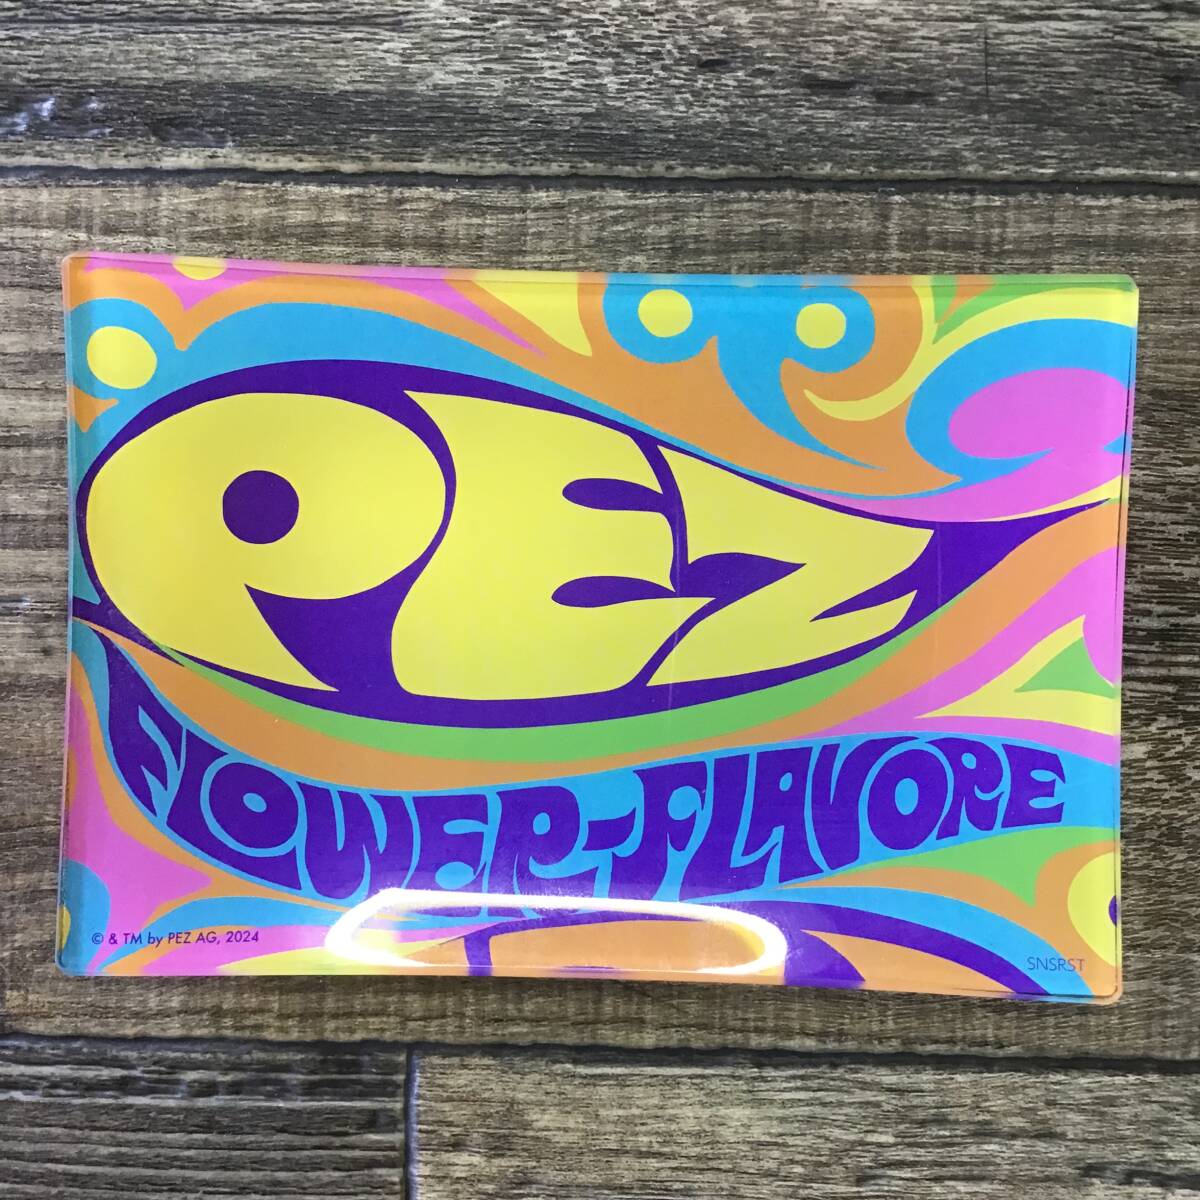 PEZ
FLOWER-FLAVORE
© & TM by PEZ AG, 2024
SNSRST